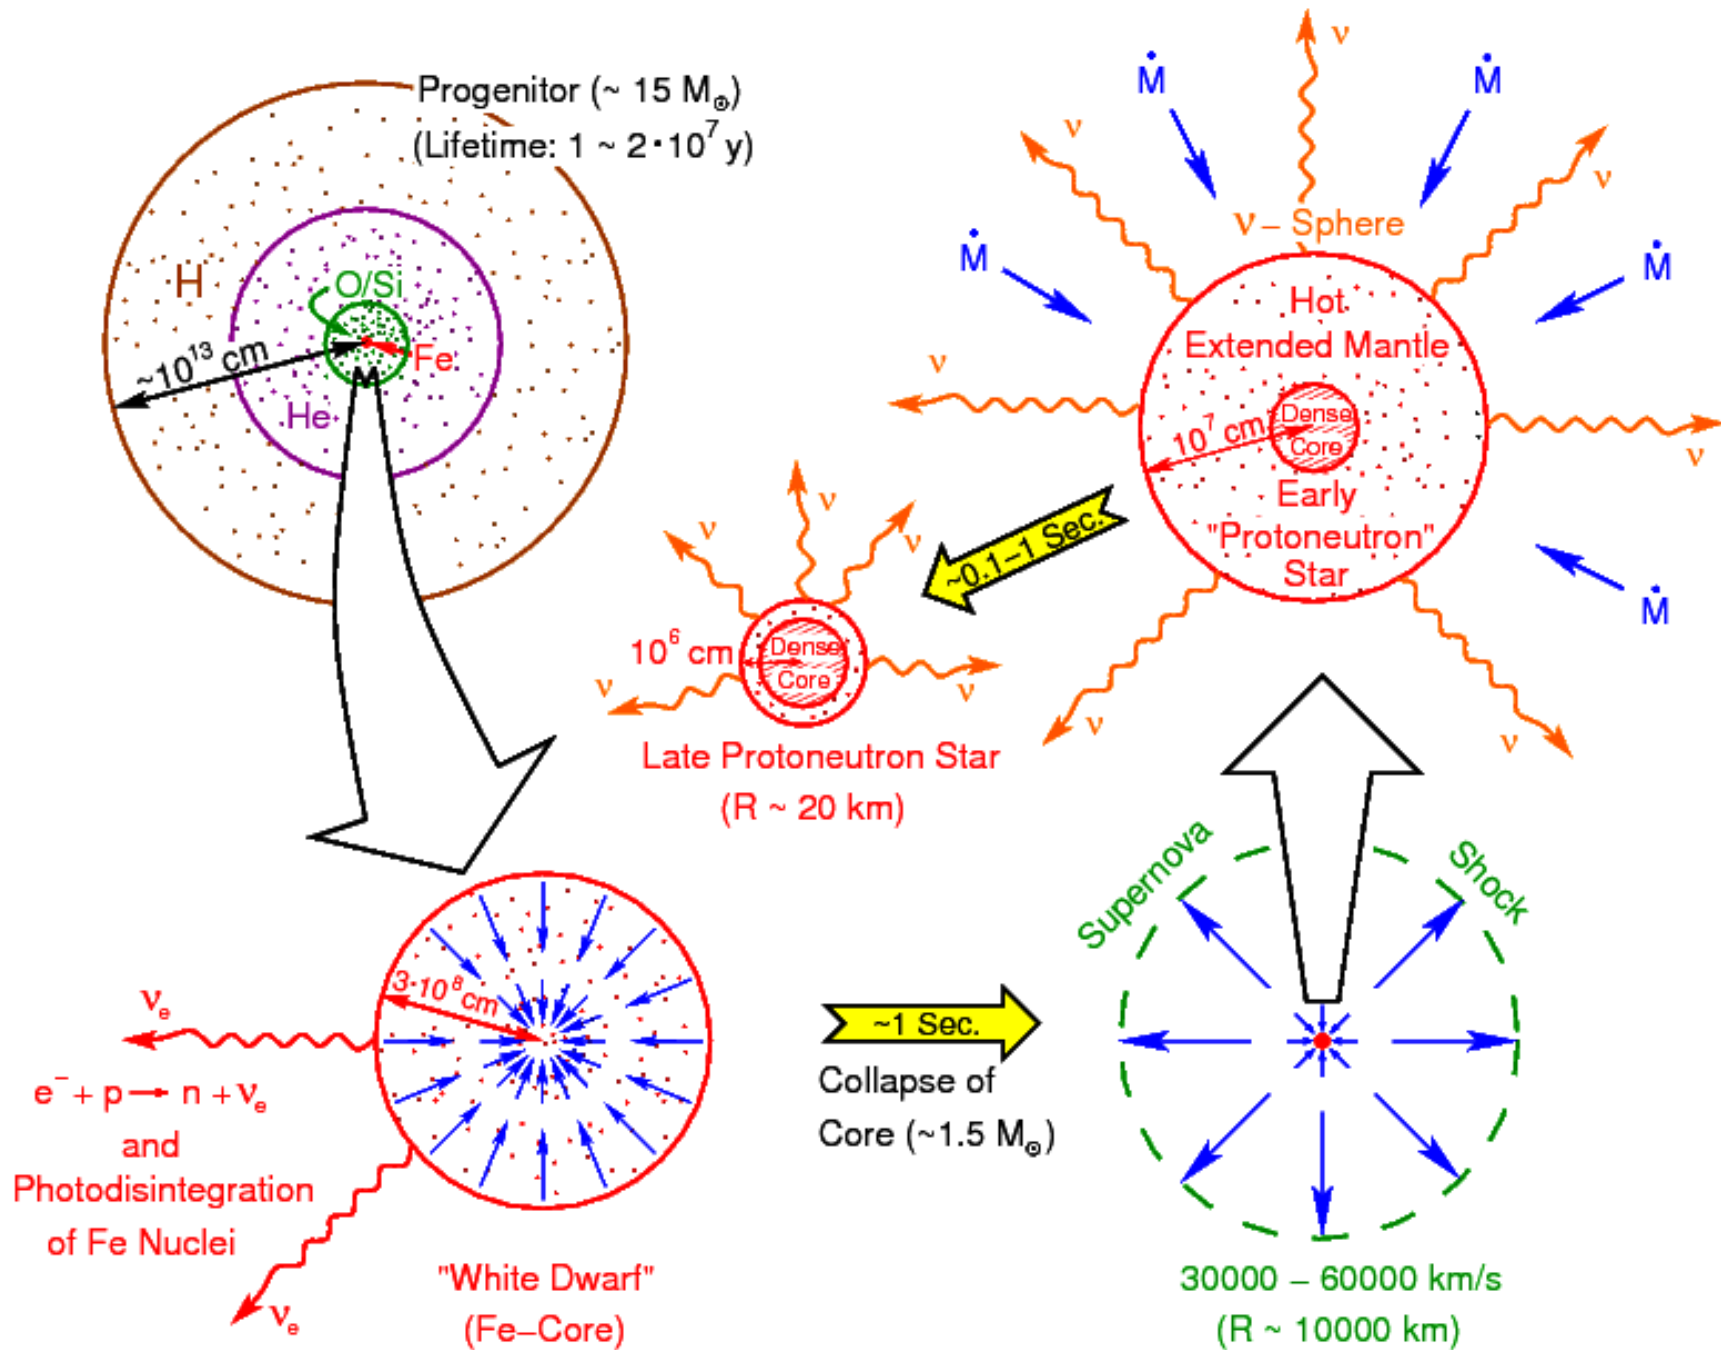 Progenitor (~ 15 M⊙)
(Lifetime: 1 ~ 2·10⁷ y)
H
O/Si
Fe
He
~10¹³ cm
Ṁ
Ṁ
Ṁ
Ṁ
Ṁ
ν
ν
ν
ν
ν
ν
ν
ν – Sphere
Hot
Extended Mantle
Dense
Core
10⁷ cm
Early
"Protoneutron"
Star
~0.1–1 Sec.
ν
ν
ν
ν
ν
10⁶ cm
Dense
Core
Late Protoneutron Star
(R ~ 20 km)
3·10⁸ cm
νₑ
e⁻ + p → n + νₑ
and
Photodisintegration
of Fe Nuclei
νₑ
"White Dwarf"
(Fe–Core)
~1 Sec.
Collapse of
Core (~1.5 M⊙)
Supernova
Shock
30000 – 60000 km/s
(R ~ 10000 km)